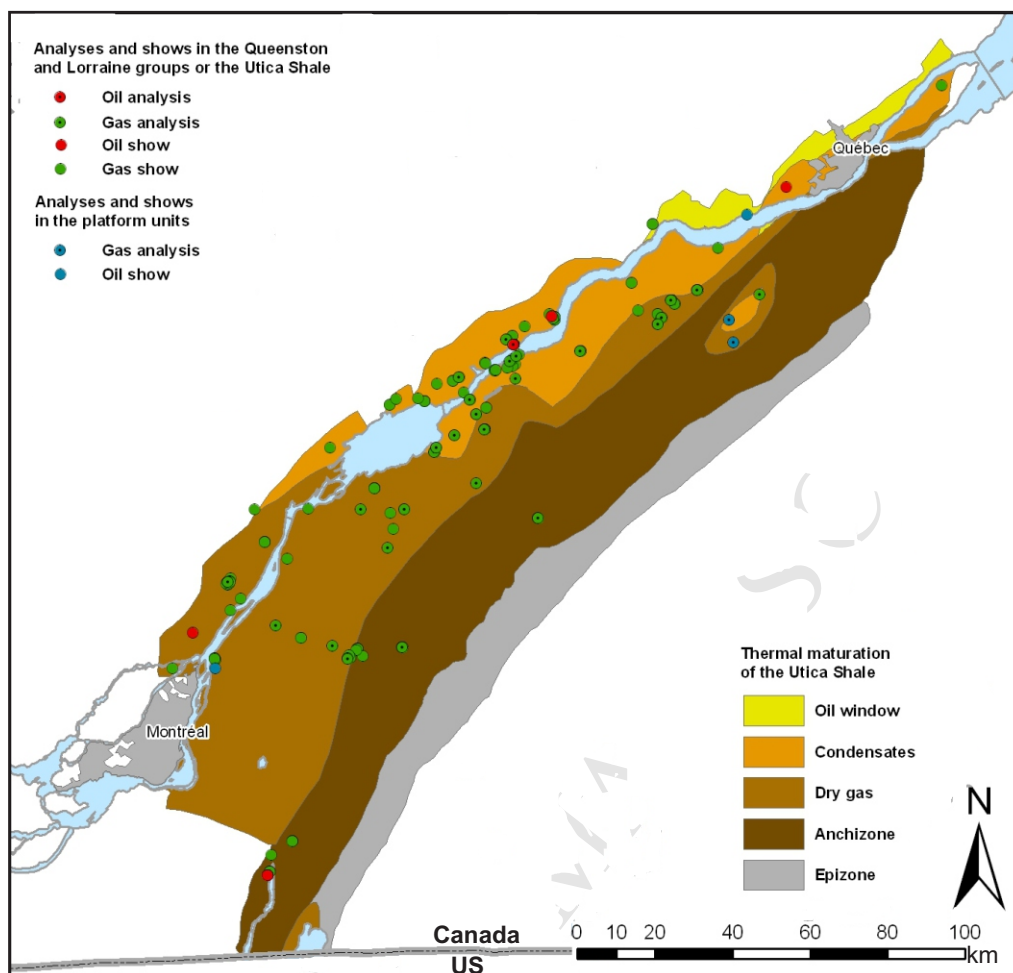 Analyses and shows in the Queenston
and Lorraine groups or the Utica Shale
Oil analysis
Gas analysis
Oil show
Gas show
Analyses and shows
in the platform units
Gas analysis
Oil show
Québec
Montréal
Thermal maturation
of the Utica Shale
Oil window
Condensates
Dry gas
Anchizone
Epizone
N
Canada
US
0 10 20 40 60 80 100
km